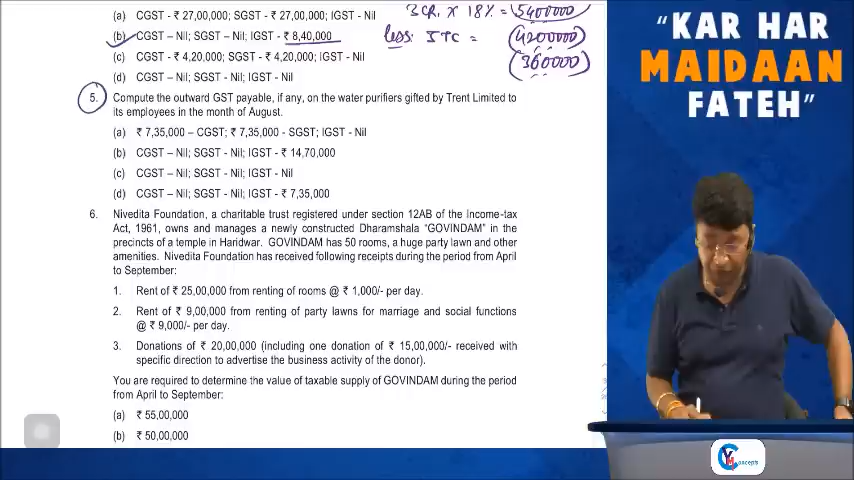 (a) CGST - ₹ 27,00,000; SGST - ₹ 27,00,000; IGST - Nil
(b) CGST – Nil; SGST – Nil; IGST - ₹ 8,40,000
(c) CGST - ₹ 4,20,000; SGST - ₹ 4,20,000; IGST - Nil
(d) CGST – Nil; SGST - Nil; IGST - Nil
3 CR. x 18% = 5400000
less: ITC = 4200000
360000
5. Compute the outward GST payable, if any, on the water purifiers gifted by Trent Limited to
its employees in the month of August.
(a) ₹ 7,35,000 – CGST; ₹ 7,35,000 - SGST; IGST - Nil
(b) CGST – Nil; SGST - Nil; IGST - ₹ 14,70,000
(c) CGST – Nil; SGST - Nil; IGST - Nil
(d) CGST – Nil; SGST - Nil; IGST - ₹ 7,35,000
6. Nivedita Foundation, a charitable trust registered under section 12AB of the Income-tax
Act, 1961, owns and manages a newly constructed Dharamshala “GOVINDAM” in the
precincts of a temple in Haridwar. GOVINDAM has 50 rooms, a huge party lawn and other
amenities. Nivedita Foundation has received following receipts during the period from April
to September:
1. Rent of ₹ 25,00,000 from renting of rooms @ ₹ 1,000/- per day.
2. Rent of ₹ 9,00,000 from renting of party lawns for marriage and social functions
@ ₹ 9,000/- per day.
3. Donations of ₹ 20,00,000 (including one donation of ₹ 15,00,000/- received with
specific direction to advertise the business activity of the donor).
You are required to determine the value of taxable supply of GOVINDAM during the period
from April to September:
(a) ₹ 55,00,000
(b) ₹ 50,00,000
“KAR HAR
MAIDAAN
FATEH”